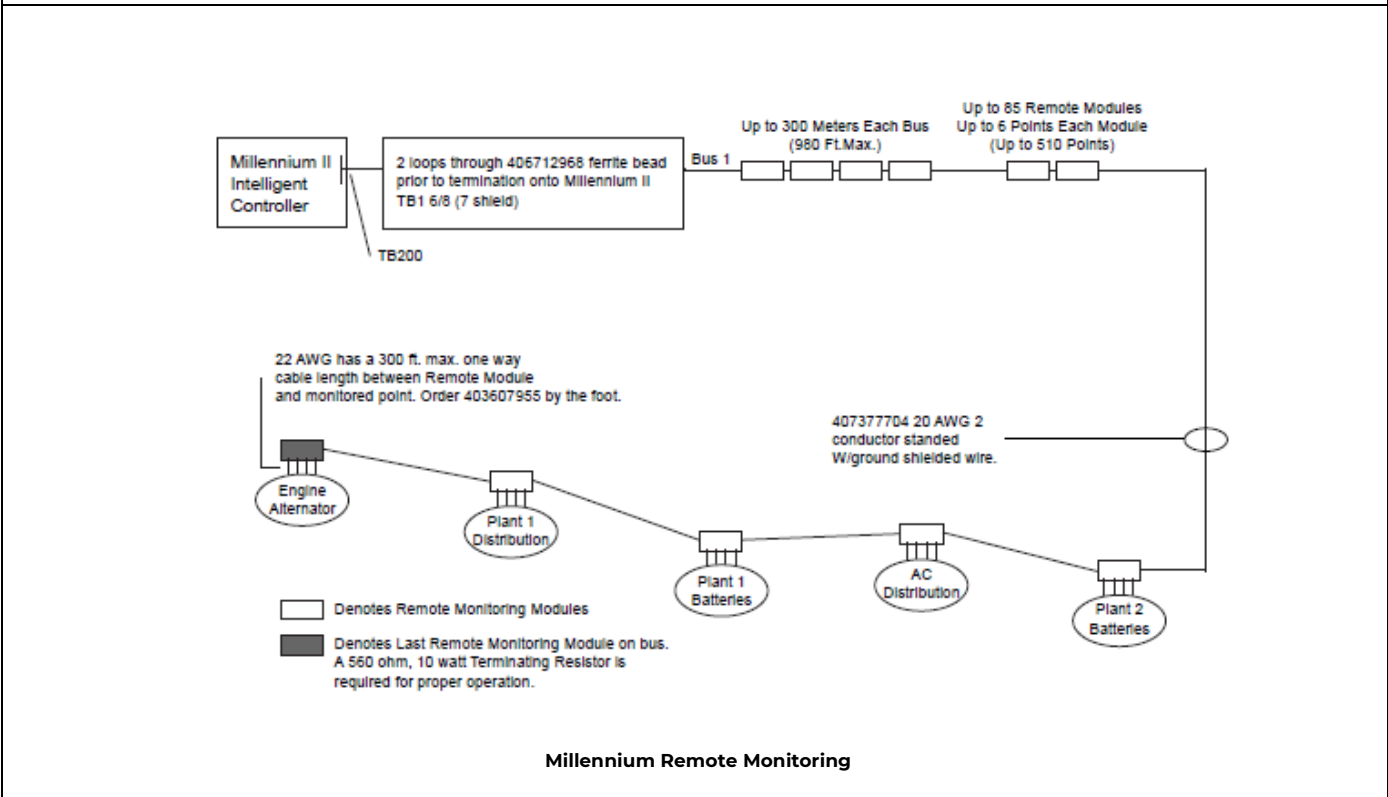 Up to 85 Remote Modules
Up to 300 Meters Each Bus
Up to 6 Points Each Module
(980 Ft.Max.)
(Up to 510 Points)
Millennium II
Intelligent
Controller
2 loops through 406712968 ferrite bead
prior to termination onto Millennium II
TB1 6/8 (7 shield)
Bus 1
TB200
22 AWG has a 300 ft. max. one way
cable length between Remote Module
and monitored point. Order 403607955 by the foot.
407377704 20 AWG 2
conductor standed
W/ground shielded wire.
Engine
Alternator
Plant 1
Distribution
Plant 1
Batteries
AC
Distribution
Plant 2
Batteries
Denotes Remote Monitoring Modules
Denotes Last Remote Monitoring Module on bus.
A 560 ohm, 10 watt Terminating Resistor is
required for proper operation.
Millennium Remote Monitoring